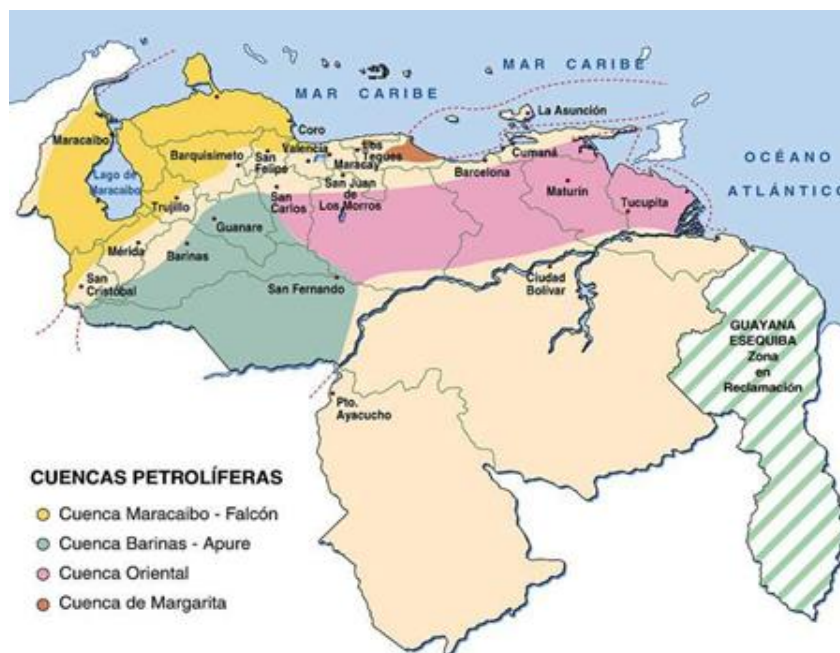 MAR CARIBE
MAR CARIBE
La Asunción
OCÉANO
ATLÁNTICO
Maracaibo
Coro
Barquisimeto
San
Felipe
Valencia
Maracay
Los
Teques
Cumaná
Barcelona
Lago de
Maracaibo
Trujillo
San
Carlos
San Juan
de
Los Morros
Maturín
Tucupita
Guanare
Mérida
Barinas
San
Cristóbal
San Fernando
Ciudad
Bolívar
GUAYANA
ESEQUIBA
Zona
en
Reclamación
Pto.
Ayacucho
CUENCAS PETROLÍFERAS
Cuenca Maracaibo - Falcón
Cuenca Barinas - Apure
Cuenca Oriental
Cuenca de Margarita